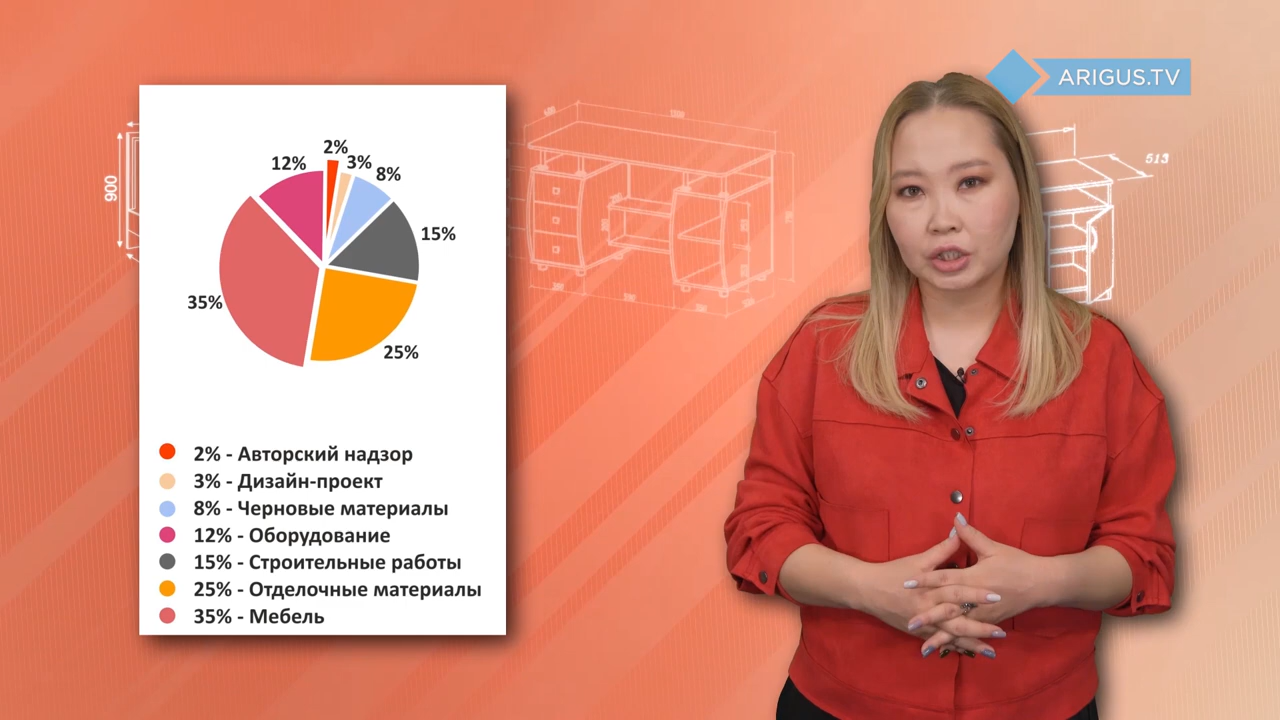 ARIGUS.TV
2%
3%
8%
12%
15%
35%
25%
900
513
2% - Авторский надзор
3% - Дизайн-проект
8% - Черновые материалы
12% - Оборудование
15% - Строительные работы
25% - Отделочные материалы
35% - Мебель